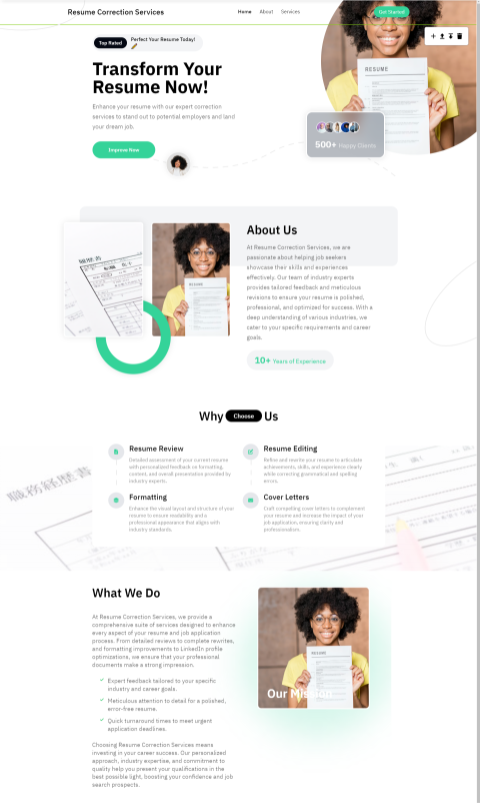 Resume Correction Services
Home About Services
Get Started
Top Rated
Perfect Your Resume Today!
Transform Your
Resume Now!
Enhance your resume with our expert correction
services to stand out to potential employers and land
your dream job.
Improve Now
RESUME
500+ Happy Clients
About Us
At Resume Correction Services, we are
passionate about helping job seekers
showcase their skills and experiences
effectively. Our team of industry experts
provides tailored feedback and meticulous
revisions to ensure your resume is polished,
professional, and optimized for success. With a
deep understanding of various industries, we
cater to your specific requirements and career
goals.
10+ Years of Experience
Why Choose Us
Resume Review
Detailed assessment of your current resume
with personalized feedback on formatting,
content, and overall presentation provided by
industry experts.
Resume Editing
Refine and rewrite your resume to articulate
achievements, skills, and experience clearly
while correcting grammatical and spelling
errors.
Formatting
Enhance the visual layout and structure of your
resume to ensure readability and a
professional appearance that aligns with
industry standards.
Cover Letters
Craft compelling cover letters to complement
your resume and increase the impact of your
job application, ensuring clarity and
professionalism.
職務経歴書
What We Do
At Resume Correction Services, we provide a
comprehensive suite of services designed to enhance
every aspect of your resume and job application
process. From detailed reviews to complete rewrites,
and formatting improvements to LinkedIn profile
optimizations, we ensure that your professional
documents make a strong impression.
Expert feedback tailored to your specific
industry and career goals.
Meticulous attention to detail for a polished,
error-free resume.
Quick turnaround times to meet urgent
application deadlines.
Choosing Resume Correction Services means
investing in your career success. Our personalized
approach, industry expertise, and commitment to
quality help you present your qualifications in the
best possible light, boosting your confidence and job
search prospects.
RESUME
Our Mission